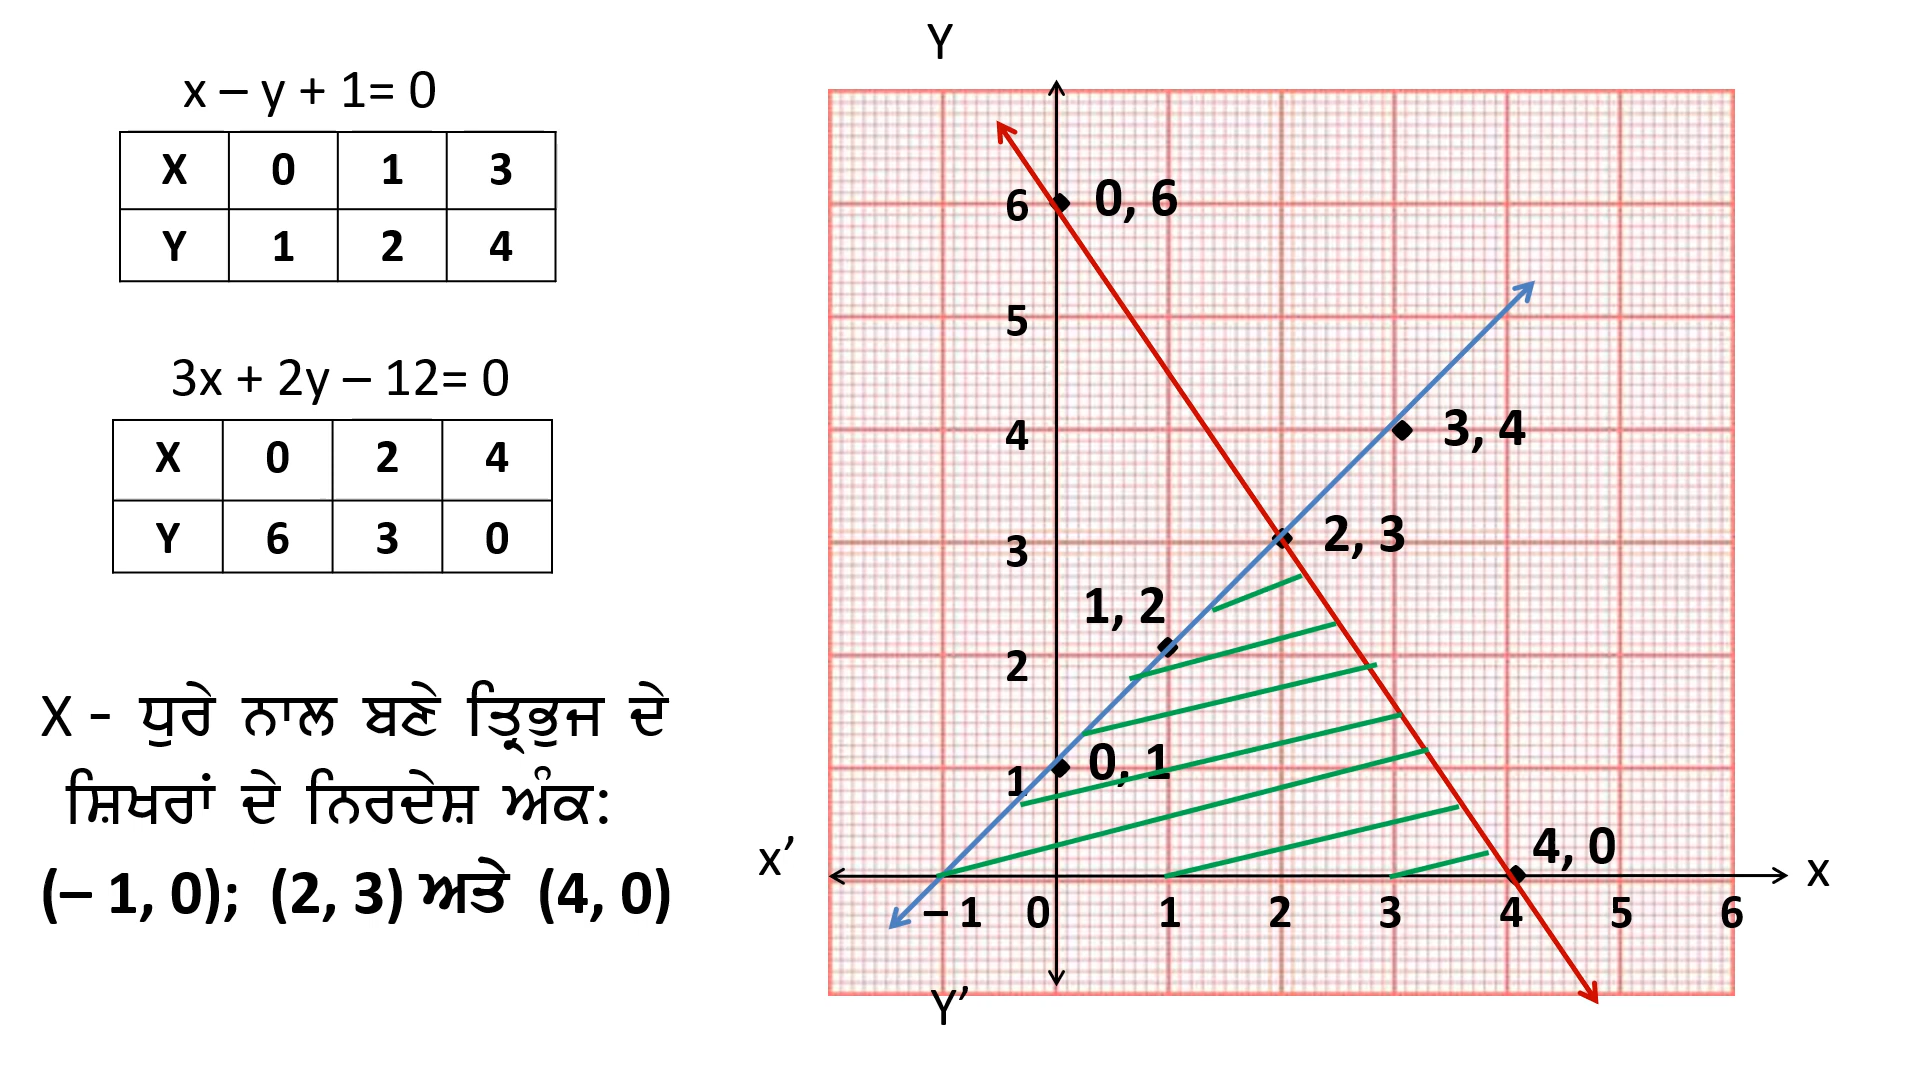 x – y + 1= 0
X 0 1 3
Y 1 2 4
3x + 2y – 12= 0
X 0 2 4
Y 6 3 0
X - ਧੁਰੇ ਨਾਲ ਬਣੇ ਤ੍ਰਿਭੁਜ ਦੇ
ਸ਼ਿਖਰਾਂ ਦੇ ਨਿਰਦੇਸ਼ ਅੰਕ:
(– 1, 0); (2, 3) ਅਤੇ (4, 0)
Y
6
0, 6
5
4
3, 4
3
2, 3
1, 2
2
1
0, 1
4, 0
x’
x
– 1 0 1 2 3 4 5 6
Y’